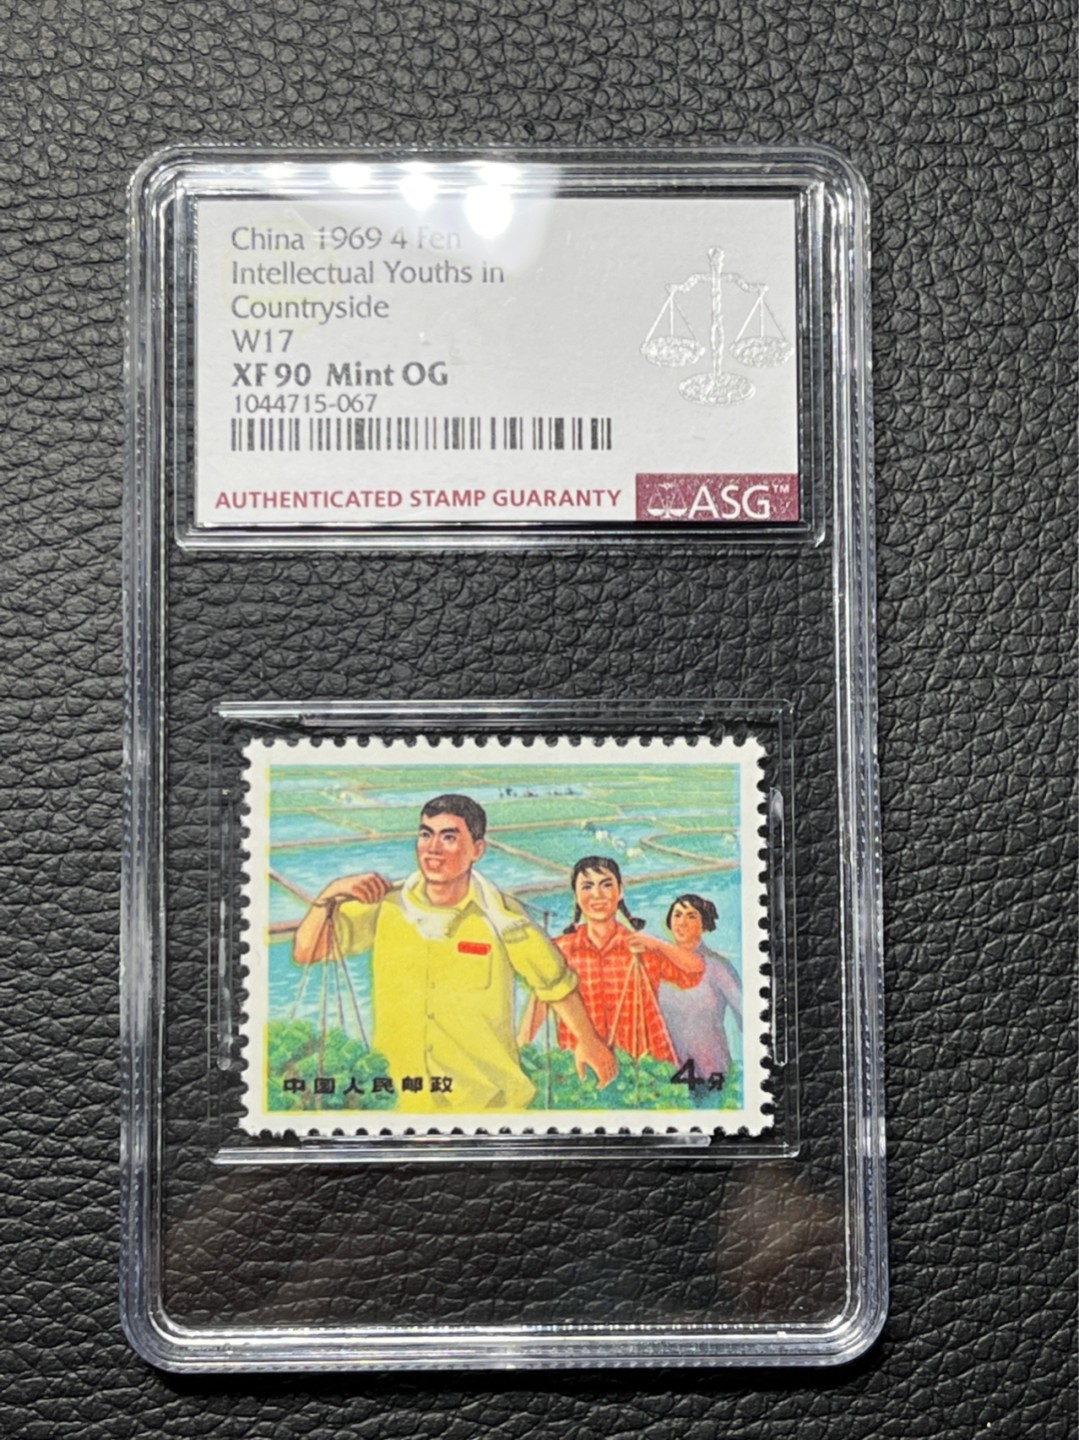 China 1969 4 Fen
Intellectual Youths in
Countryside
W17
XF 90 Mint OG
1044715-067
AUTHENTICATED STAMP GUARANTY
ASG™
中国人民邮政
4分